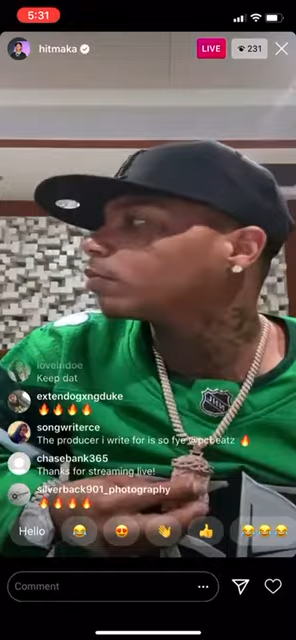 5:31
hitmaka
LIVE
231
lovelndoe
Keep dat
extendogxngduke
🔥🔥🔥🔥
songwriterce
The producer i write for is so fye @pcbeatz 🔥
chasebank365
Thanks for streaming live!
silverback901_photography
🔥🔥🔥🔥
Hello 😂 😍 👏 👍 😂😂😂
Comment